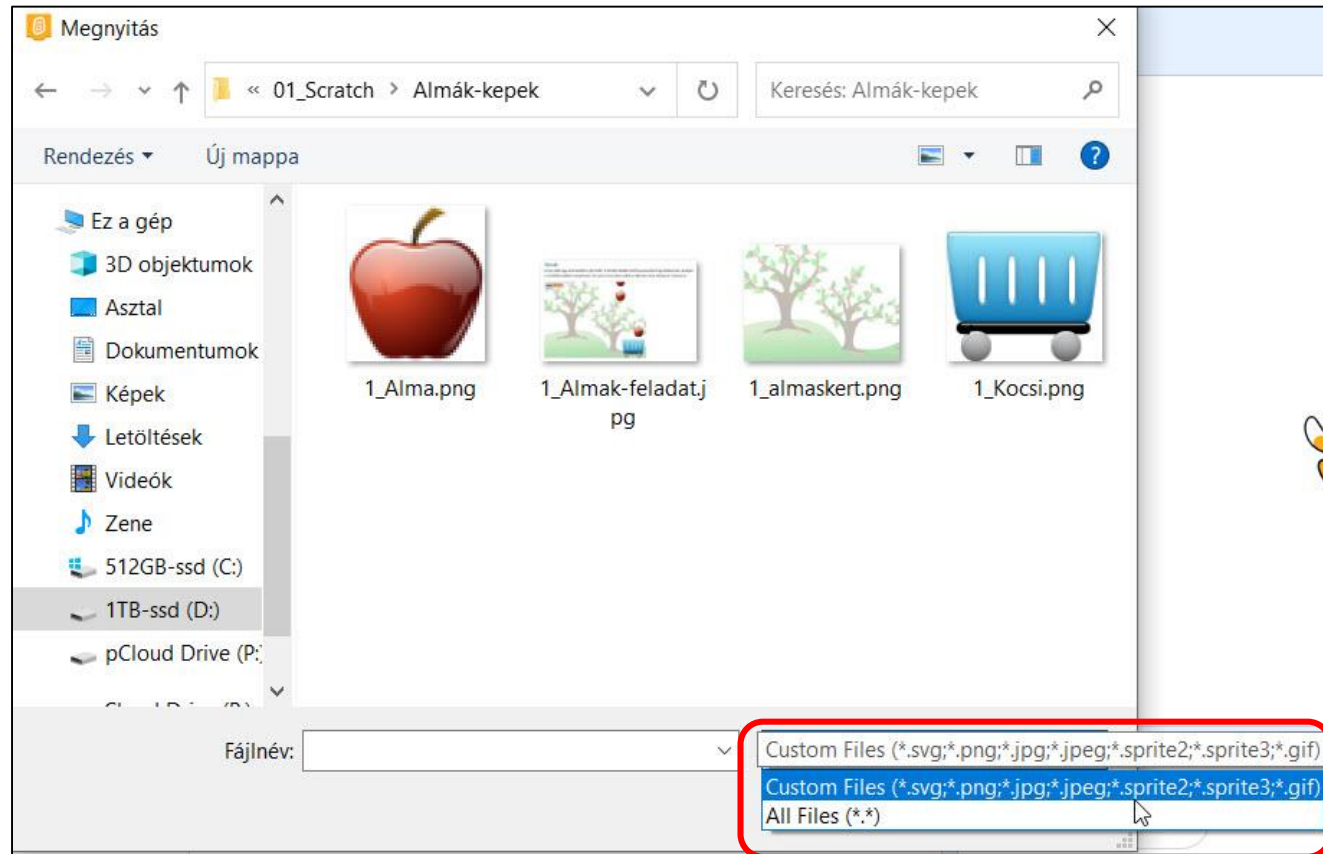 Megnyitás
« 01_Scratch > Almák-kepek
Keresés: Almák-kepek
Rendezés
Új mappa
Ez a gép
3D objektumok
Asztal
Dokumentumok
Képek
Letöltések
Videók
Zene
512GB-ssd (C:)
1TB-ssd (D:)
pCloud Drive (P:)
1_Alma.png
1_Almak-feladat.j
pg
1_almaskert.png
1_Kocsi.png
Fájlnév:
Custom Files (*.svg;*.png;*.jpg;*.jpeg;*.sprite2;*.sprite3;*.gif)
Custom Files (*.svg;*.png;*.jpg;*.jpeg;*.sprite2;*.sprite3;*.gif)
All Files (*.*)